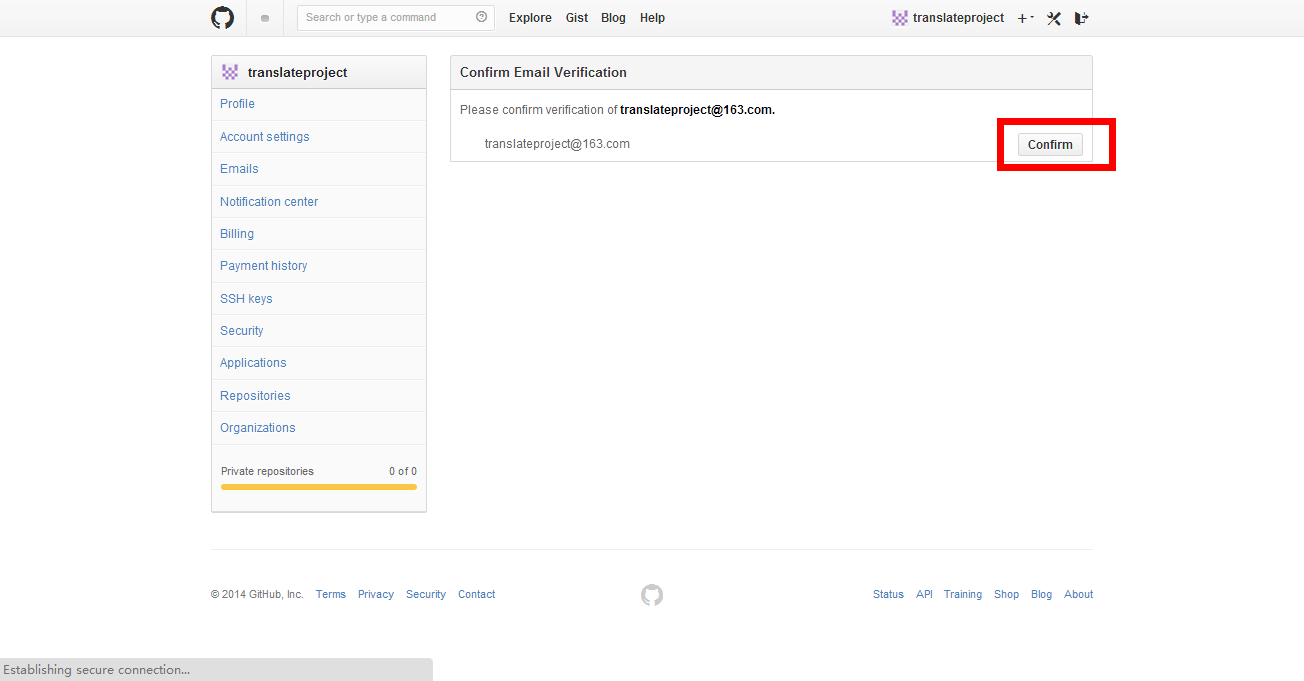 Search or type a command
Explore Gist Blog Help
translateproject
translateproject
Profile
Account settings
Emails
Notification center
Billing
Payment history
SSH keys
Security
Applications
Repositories
Organizations
Private repositories 0 of 0
Confirm Email Verification
Please confirm verification of translateproject@163.com.
translateproject@163.com
Confirm
© 2014 GitHub, Inc. Terms Privacy Security Contact
Status API Training Shop Blog About
Establishing secure connection...